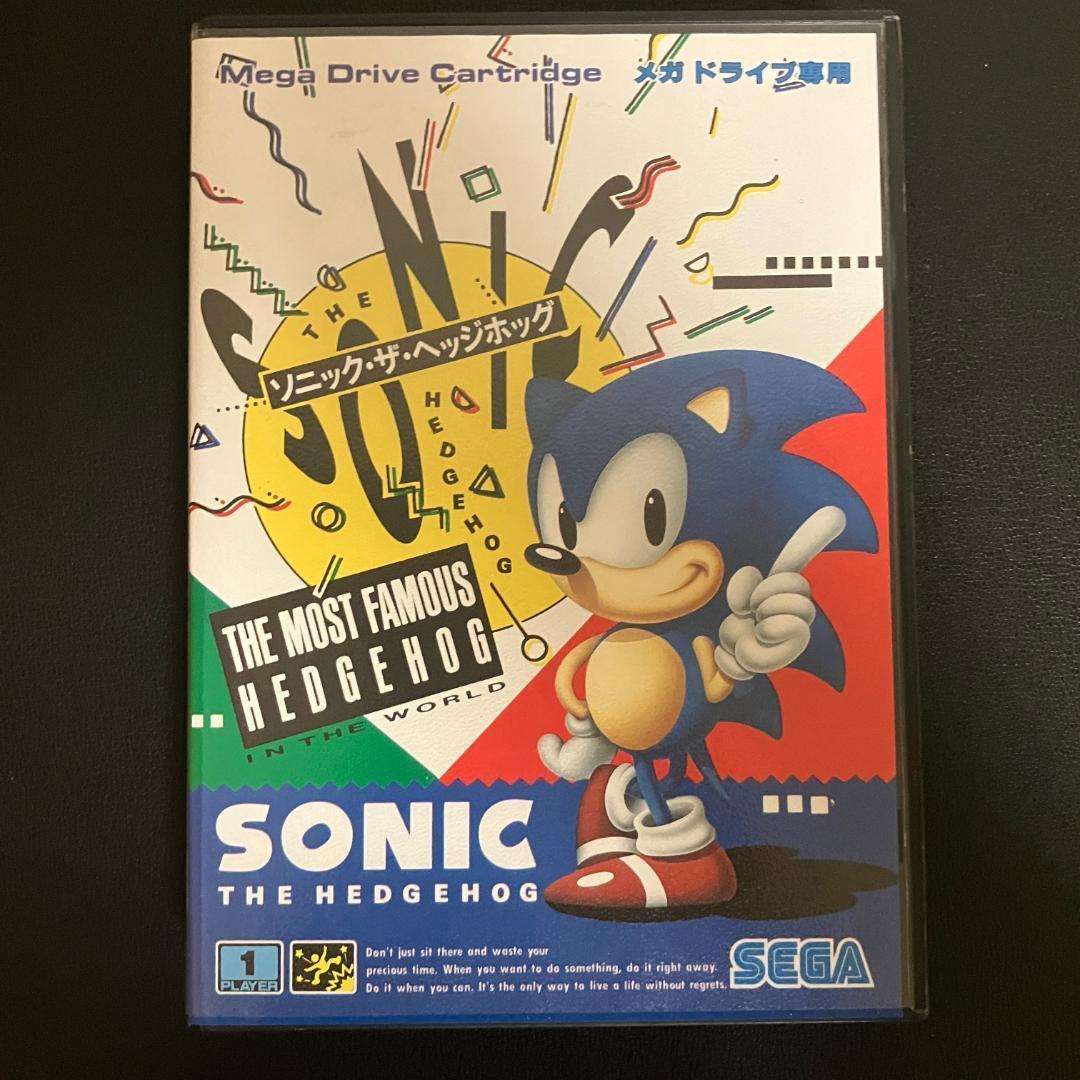 Mega Drive Cartridge メガドライブ専用
THE
SONIC
ソニック・ザ・ヘッジホッグ
HEDGEHOG
THE MOST FAMOUS
HEDGEHOG
IN THE WORLD
SONIC
THE HEDGEHOG
1
PLAYER
Don't just sit there and waste your
precious time. When you want to do something, do it right away.
Do it when you can. It's the only way to live a life without regrets.
SEGA